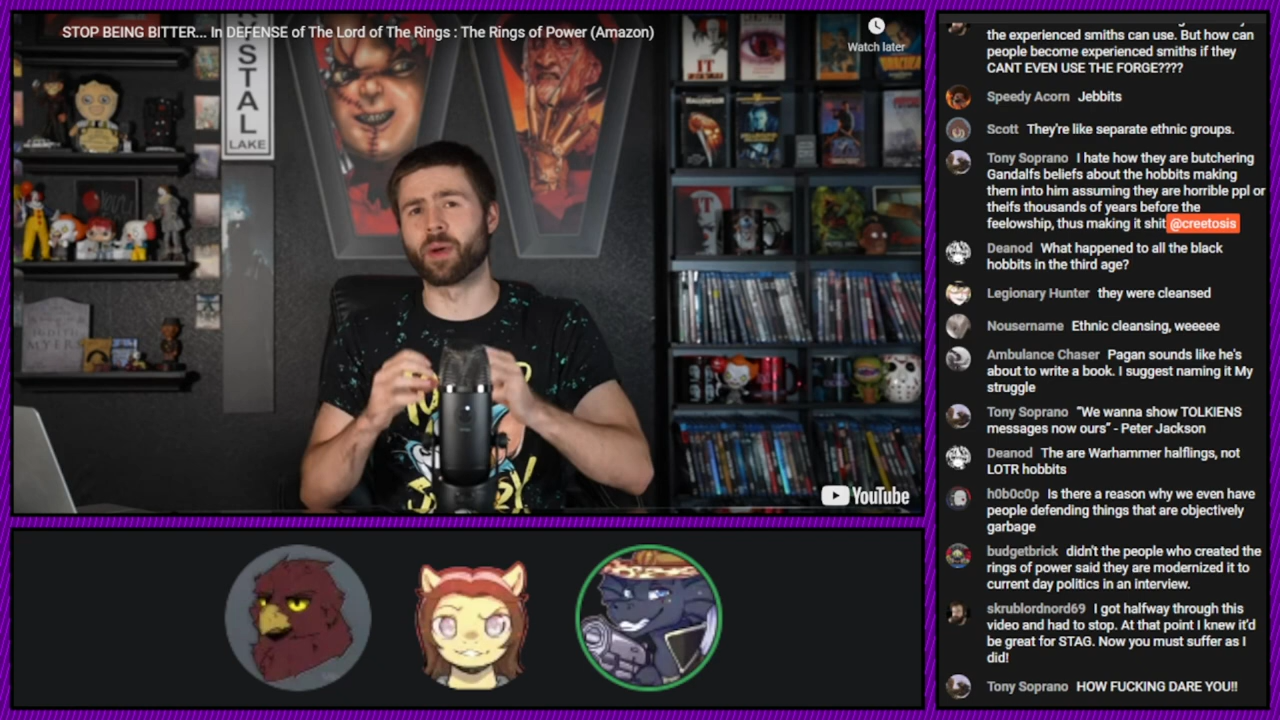 STOP BEING BITTER... In DEFENSE of The Lord of The Rings : The Rings of Power (Amazon)
Watch later
STAL
LAKE
IT
HALLOWEEN
MYERS
YouTube
the experienced smiths can use. But how can
people become experienced smiths if they
CANT EVEN USE THE FORGE????
Speedy Acorn Jebbits
Scott They're like separate ethnic groups.
Tony Soprano I hate how they are butchering
Gandalfs beliefs about the hobbits making
them into him assuming they are horrible ppl or
theifs thousands of years before the
feelowship, thus making it shit @creetosis
Deanod What happened to all the black
hobbits in the third age?
Legionary Hunter they were cleansed
Nousername Ethnic cleansing, weeeee
Ambulance Chaser Pagan sounds like he's
about to write a book. I suggest naming it My
struggle
Tony Soprano “We wanna show TOLKIENS
messages now ours” - Peter Jackson
Deanod The are Warhammer halflings, not
LOTR hobbits
h0b0c0p Is there a reason why we even have
people defending things that are objectively
garbage
budgetbrick didn't the people who created the
rings of power said they are modernized it to
current day politics in an interview.
skrublordnord69 I got halfway through this
video and had to stop. At that point I knew it'd
be great for STAG. Now you must suffer as I
did!
Tony Soprano HOW FUCKING DARE YOU!!